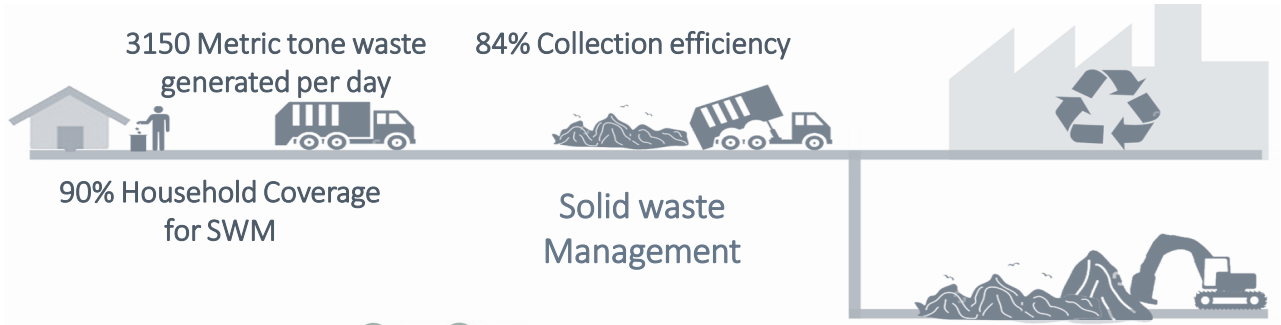 3150 Metric tone waste
generated per day
84% Collection efficiency
90% Household Coverage
for SWM
Solid waste
Management